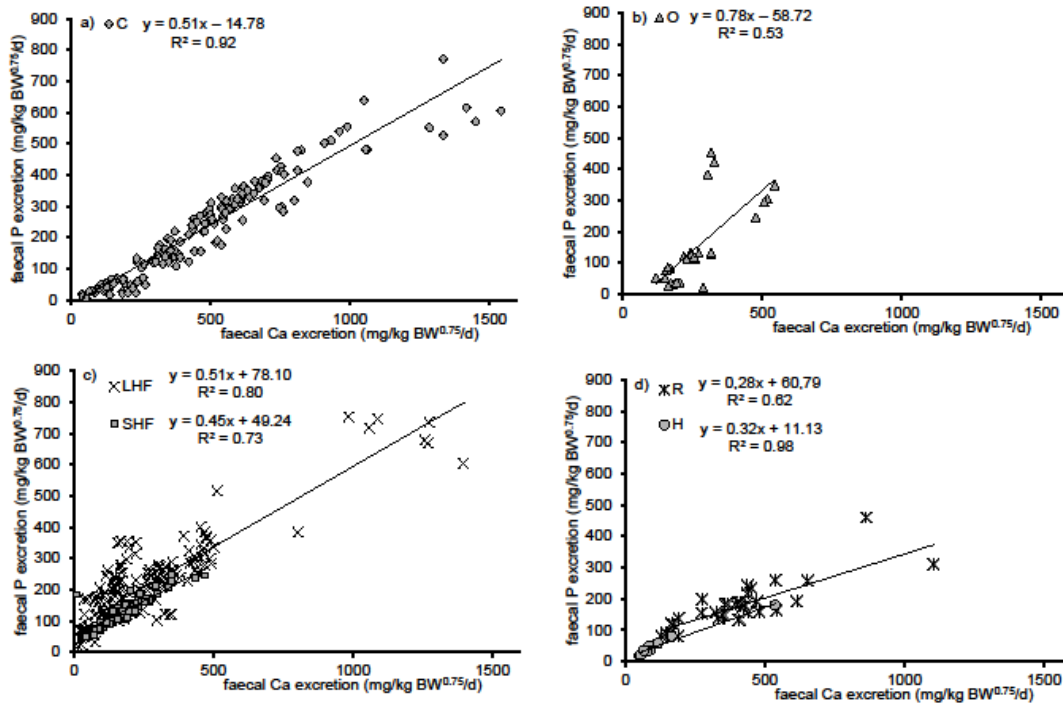 a) C y = 0.51x – 14.78
R² = 0.92
faecal P excretion (mg/kg BW0.75/d)
900
800
700
600
500
400
300
200
100
0
0 500 1000 1500
faecal Ca excretion (mg/kg BW0.75/d)
b) O y = 0.78x – 58.72
R² = 0.53
faecal P excretion (mg/kg BW0.75/d)
900
800
700
600
500
400
300
200
100
0
0 500 1000 1500
faecal Ca excretion (mg/kg BW0.75/d)
c) LHF y = 0.51x + 78.10
R² = 0.80
SHF y = 0.45x + 49.24
R² = 0.73
faecal P excretion (mg/kg BW0.75/d)
900
800
700
600
500
400
300
200
100
0
0 500 1000 1500
faecal Ca excretion (mg/kg BW0.75/d)
d) R y = 0,28x + 60,79
R² = 0.62
H y = 0.32x + 11.13
R² = 0.98
faecal P excretion (mg/kg BW0.75/d)
900
800
700
600
500
400
300
200
100
0
0 500 1000 1500
faecal Ca excretion (mg/kg BW0.75/d)